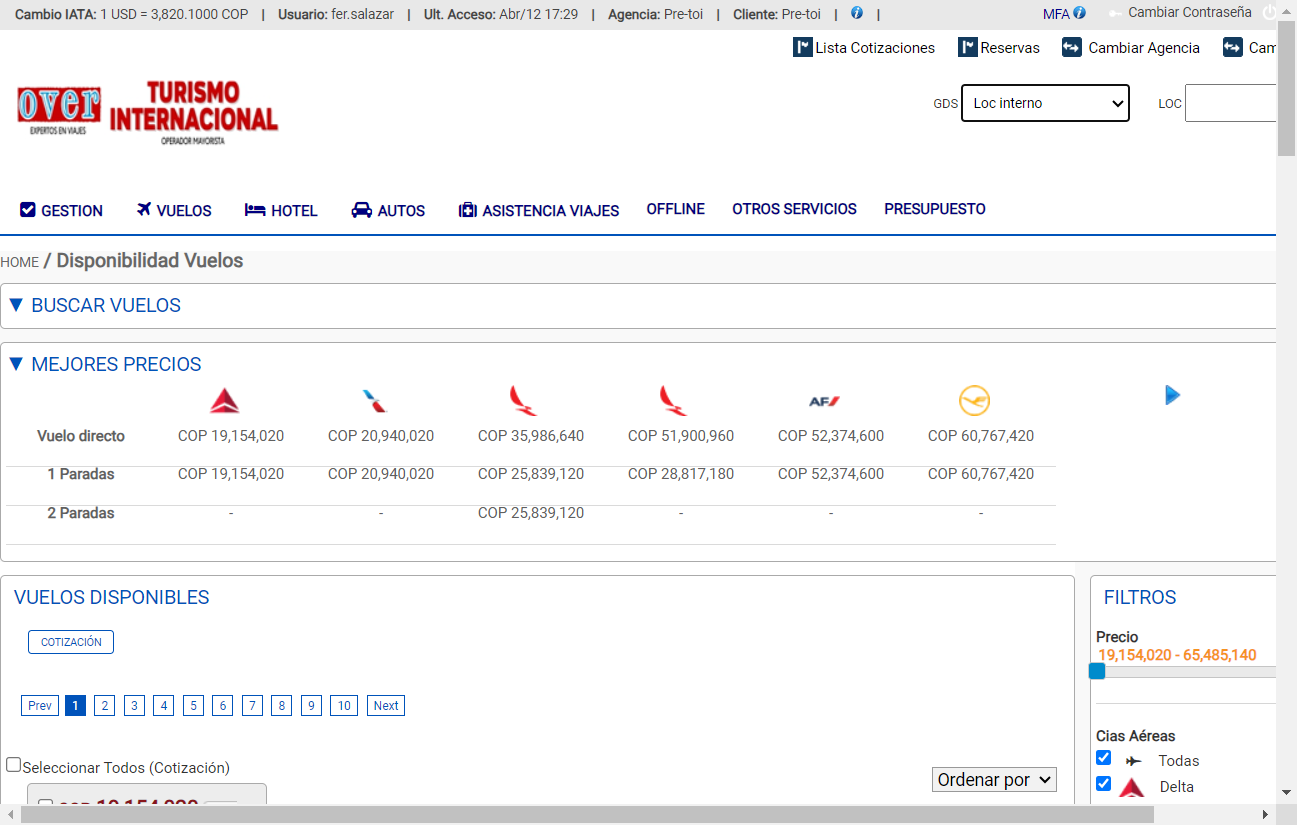 Cambio IATA: 1 USD = 3,820.1000 COP | Usuario: fer.salazar | Ult. Acceso: Abr/12 17:29 | Agencia: Pre-toi | Cliente: Pre-toi | | MFA Cambiar Contraseña
Lista Cotizaciones Reservas Cambiar Agencia Cam
over TURISMO INTERNACIONAL
EXPERTOS EN VIAJES OPERADOR MAYORISTA
GDS Loc interno LOC
GESTION VUELOS HOTEL AUTOS ASISTENCIA VIAJES OFFLINE OTROS SERVICIOS PRESUPUESTO
HOME / Disponibilidad Vuelos
▼ BUSCAR VUELOS
▼ MEJORES PRECIOS
AF
Vuelo directo COP 19,154,020 COP 20,940,020 COP 35,986,640 COP 51,900,960 COP 52,374,600 COP 60,767,420
1 Paradas COP 19,154,020 COP 20,940,020 COP 25,839,120 COP 28,817,180 COP 52,374,600 COP 60,767,420
2 Paradas - - COP 25,839,120 - - -
VUELOS DISPONIBLES
COTIZACIÓN
Prev 1 2 3 4 5 6 7 8 9 10 Next
Seleccionar Todos (Cotización)
Ordenar por
COP 19,154,020
FILTROS
Precio
19,154,020 - 65,485,140
Cias Aéreas
Todas
Delta